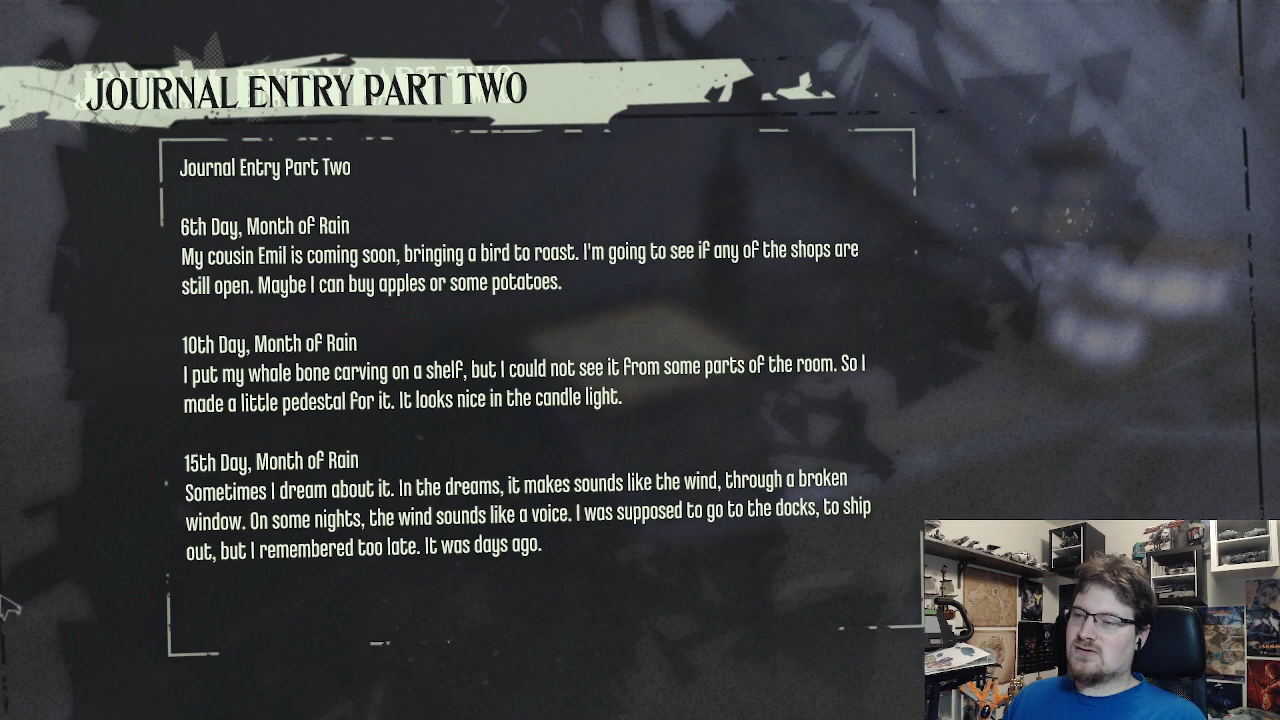 JOURNAL ENTRY PART TWO
Journal Entry Part Two
6th Day, Month of Rain
My cousin Emil is coming soon, bringing a bird to roast. I'm going to see if any of the shops are
still open. Maybe I can buy apples or some potatoes.
10th Day, Month of Rain
I put my whale bone carving on a shelf, but I could not see it from some parts of the room. So I
made a little pedestal for it. It looks nice in the candle light.
15th Day, Month of Rain
Sometimes I dream about it. In the dreams, it makes sounds like the wind, through a broken
window. On some nights, the wind sounds like a voice. I was supposed to go to the docks, to ship
out, but I remembered too late. It was days ago.